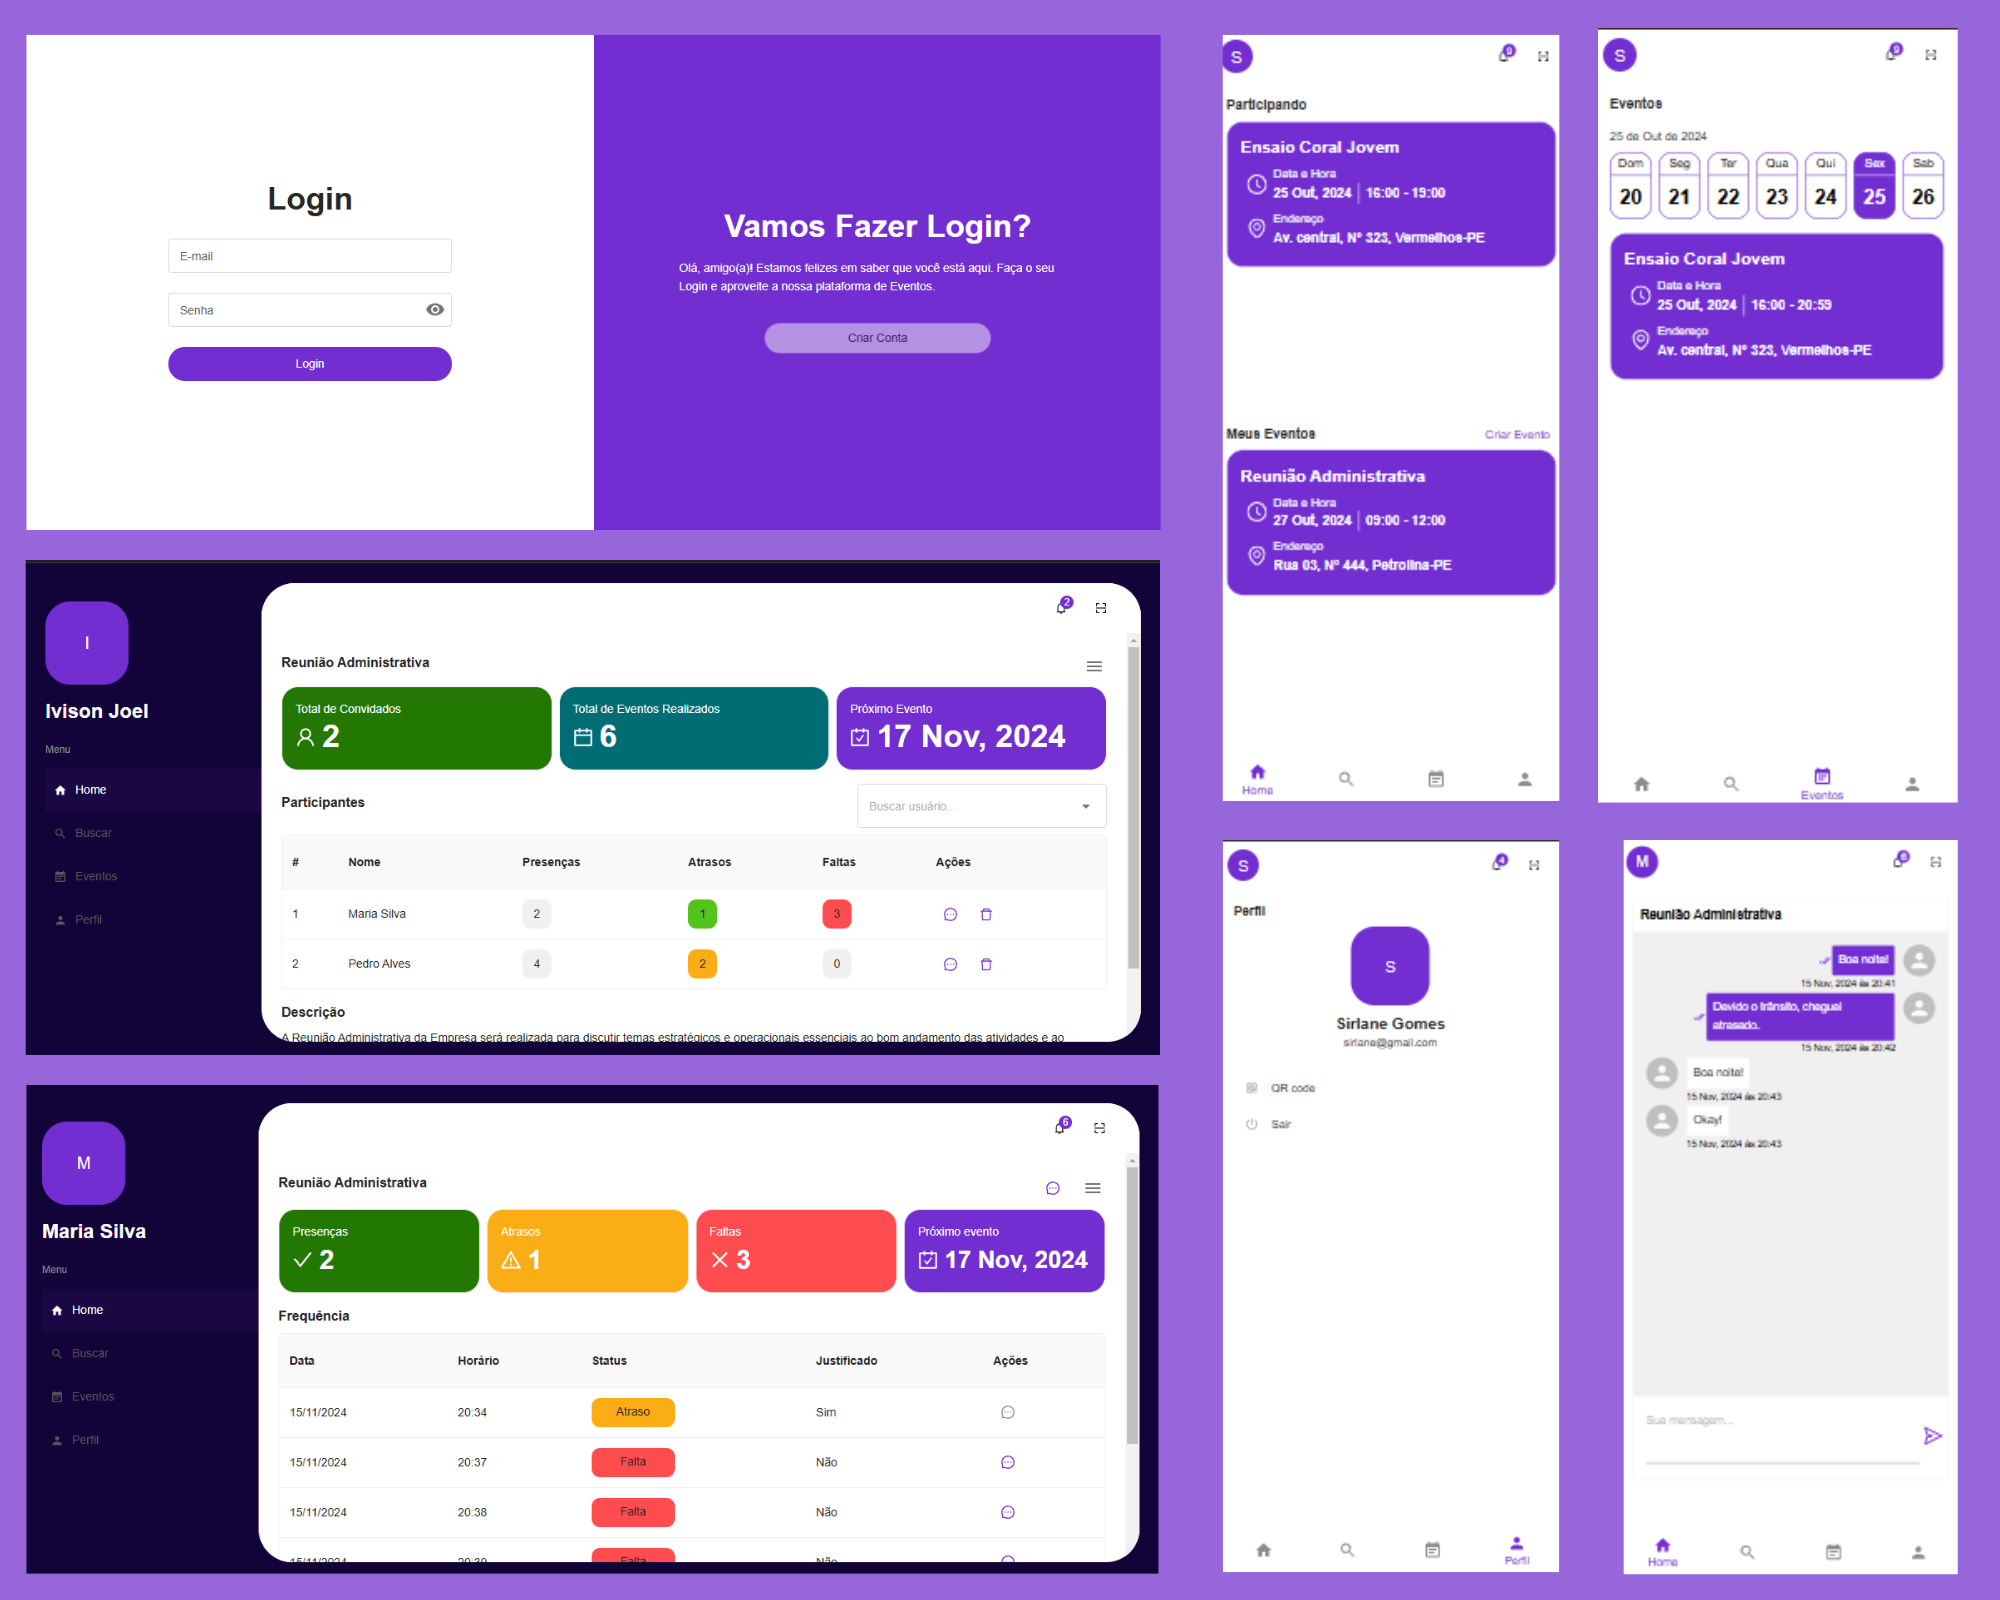 Login
E-mail
Senha
Login
Vamos Fazer Login?
Olá, amigo(a)! Estamos felizes em saber que você está aqui. Faça o seu
Login e aproveite a nossa plataforma de Eventos.
Criar Conta
I
Ivison Joel
Menu
Home
Buscar
Eventos
Perfil
2
Reunião Administrativa
Total de Convidados
2
Total de Eventos Realizados
6
Próximo Evento
17 Nov, 2024
Participantes
Buscar usuário...
# Nome Presenças Atrasos Faltas Ações
1 Maria Silva 2 1 3
2 Pedro Alves 4 2 0
Descrição
A Reunião Administrativa da Empresa será realizada para discutir temas estratégicos e operacionais essenciais ao bom andamento das atividades e ao
M
Maria Silva
Menu
Home
Buscar
Eventos
Perfil
6
Reunião Administrativa
Presenças
2
Atrasos
1
Faltas
3
Próximo evento
17 Nov, 2024
Frequência
Data Horário Status Justificado Ações
15/11/2024 20:34 Atraso Sim
15/11/2024 20:37 Falta Não
15/11/2024 20:38 Falta Não
15/11/2024 20:39 Falta Não
S
9
Participando
Ensaio Coral Jovem
Data e Hora
25 Out, 2024 16:00 - 19:00
Endereço
Av. central, Nº 323, Vermelhos-PE
Meus Eventos
Criar Evento
Reunião Administrativa
Data e Hora
27 Out, 2024 09:00 - 12:00
Endereço
Rua 03, Nº 444, Petrolina-PE
Home
S
9
Eventos
25 de Out de 2024
Dom Seg Ter Qua Qui Sex Sab
20 21 22 23 24 25 26
Ensaio Coral Jovem
Data e Hora
25 Out, 2024 16:00 - 20:59
Endereço
Av. central, Nº 323, Vermelhos-PE
Eventos
S
4
Perfil
S
Sirlane Gomes
sirlane@gmail.com
QR code
Sair
Perfil
M
6
Reunião Administrativa
Boa noite!
15 Nov, 2024 às 20:41
Devido o trânsito, cheguei
atrasado.
15 Nov, 2024 às 20:42
Boa noite!
15 Nov, 2024 às 20:43
Okay!
15 Nov, 2024 às 20:43
Sua mensagem...
Home